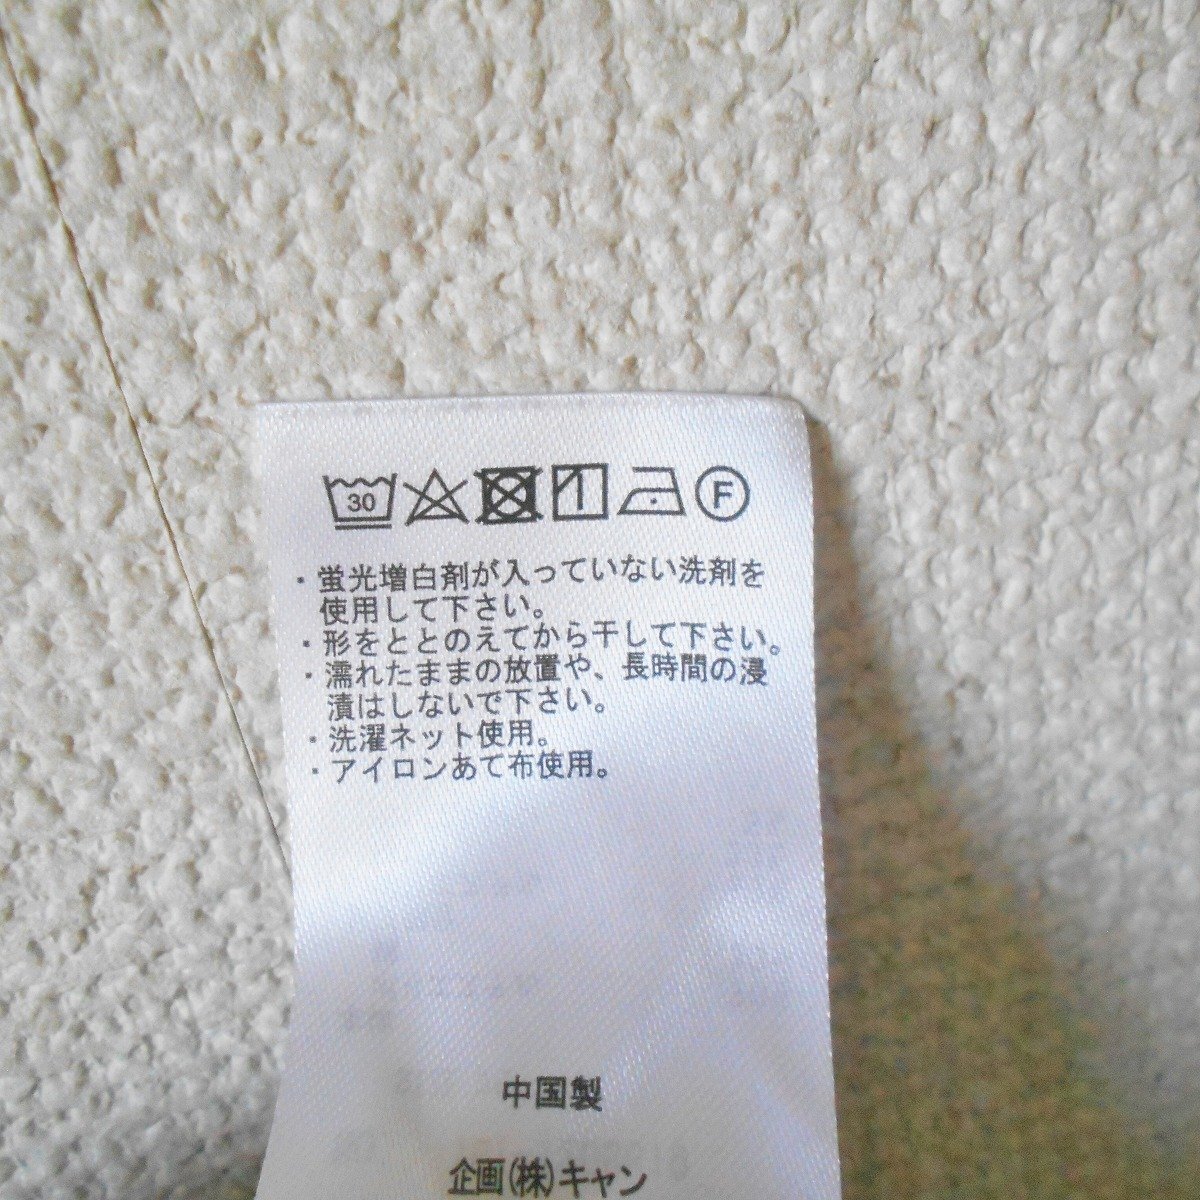 30 F
・蛍光増白剤が入っていない洗剤を
使用して下さい。
・形をととのえてから干して下さい。
・濡れたままの放置や、長時間の浸
漬はしないで下さい。
・洗濯ネット使用。
・アイロンあて布使用。
中国製
企画(株)キャン